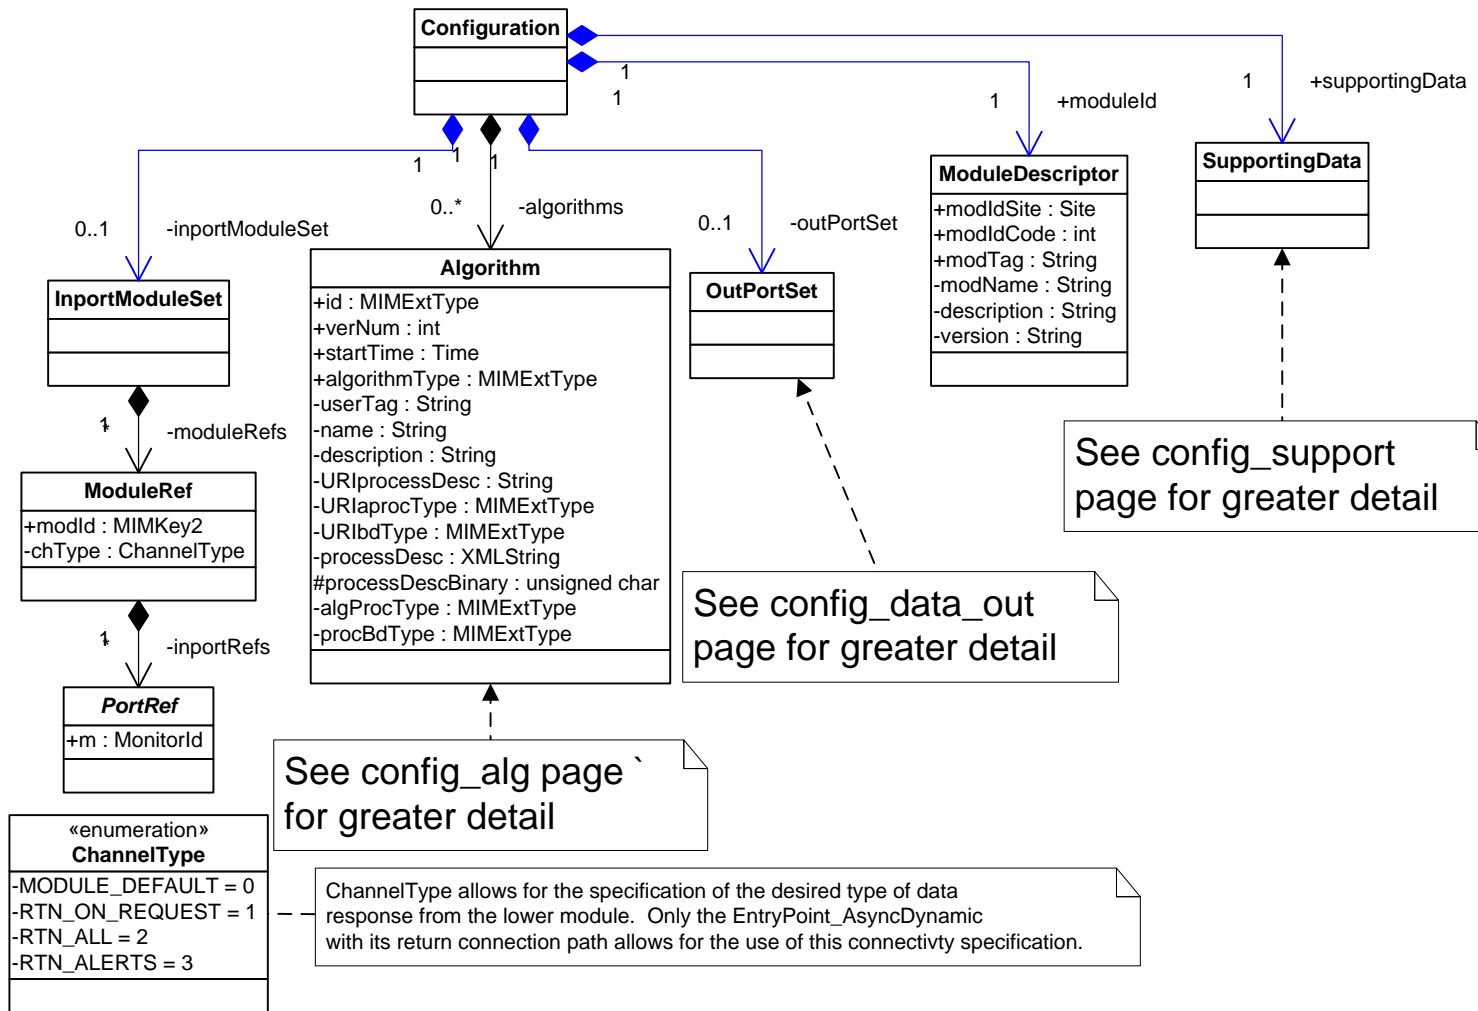 Configuration
1
1
1
+moduleId
1
+supportingData
1
1
1
0..1
-inportModuleSet
0..*
-algorithms
0..1
-outPortSet
ModuleDescriptor
+modIdSite : Site
+modIdCode : int
+modTag : String
-modName : String
-description : String
-version : String
SupportingData
InportModuleSet
Algorithm
+id : MIMExtType
+verNum : int
+startTime : Time
+algorithmType : MIMExtType
-userTag : String
-name : String
-description : String
-URIprocessDesc : String
-URIaprocType : MIMExtType
-URIbdType : MIMExtType
-processDesc : XMLString
#processDescBinary : unsigned char
-algProcType : MIMExtType
-procBdType : MIMExtType
OutPortSet
1
-moduleRefs
ModuleRef
+modId : MIMKey2
-chType : ChannelType
1
-inportRefs
PortRef
+m : MonitorId
See config_support
page for greater detail
See config_data_out
page for greater detail
See config_alg page `
for greater detail
«enumeration»
ChannelType
-MODULE_DEFAULT = 0
-RTN_ON_REQUEST = 1
-RTN_ALL = 2
-RTN_ALERTS = 3
ChannelType allows for the specification of the desired type of data
response from the lower module.  Only the EntryPoint_AsyncDynamic
with its return connection path allows for the use of this connectivty specification.